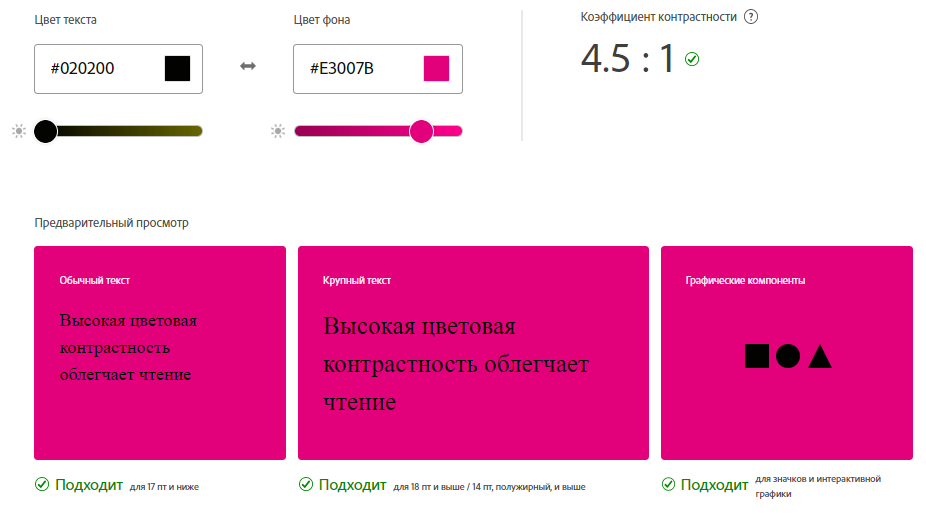 Цвет текста
Цвет фона
Коэффициент контрастности ?
#020200
#E3007B
4.5 : 1
Предварительный просмотр
Обычный текст
Высокая цветовая
контрастность
облегчает чтение
Крупный текст
Высокая цветовая
контрастность облегчает
чтение
Графические компоненты
Подходит для 17 пт и ниже
Подходит для 18 пт и выше / 14 пт, полужирный, и выше
Подходит для значков и интерактивной
графики